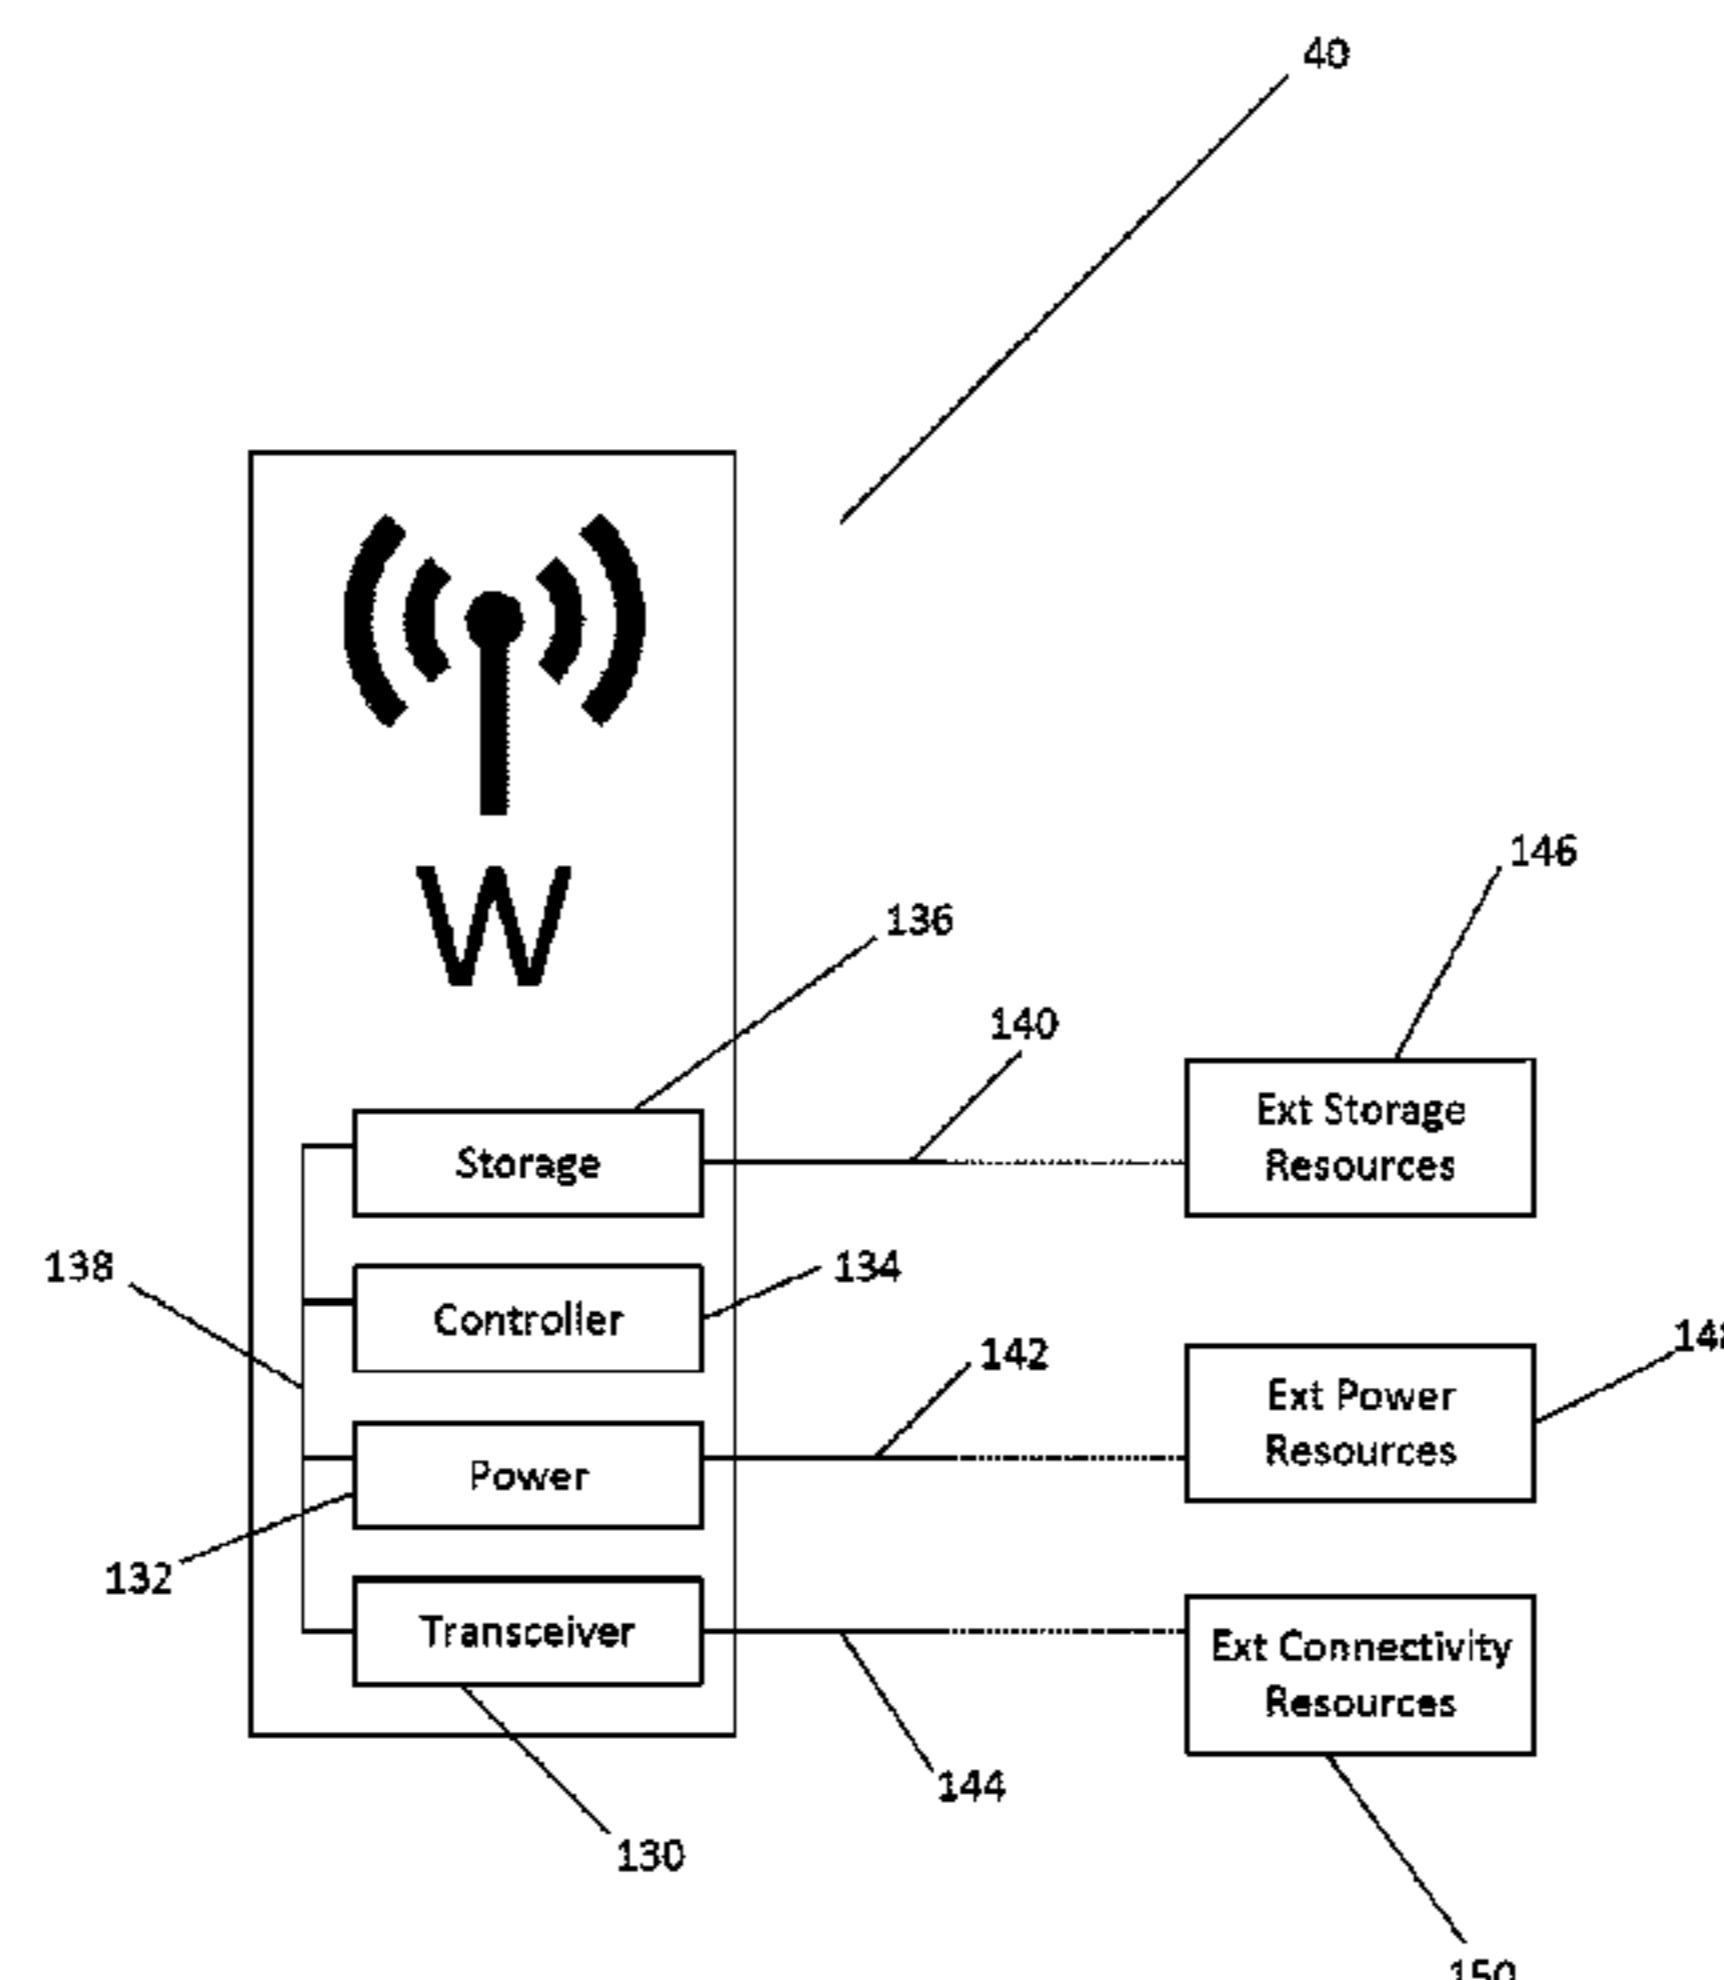 40
W
146
136
140
Ext Storage
Resources
Storage
138
134
Controller
142
Ext Power
Resources
Power
132
Transceiver
Ext Connectivity
Resources
144
130
150